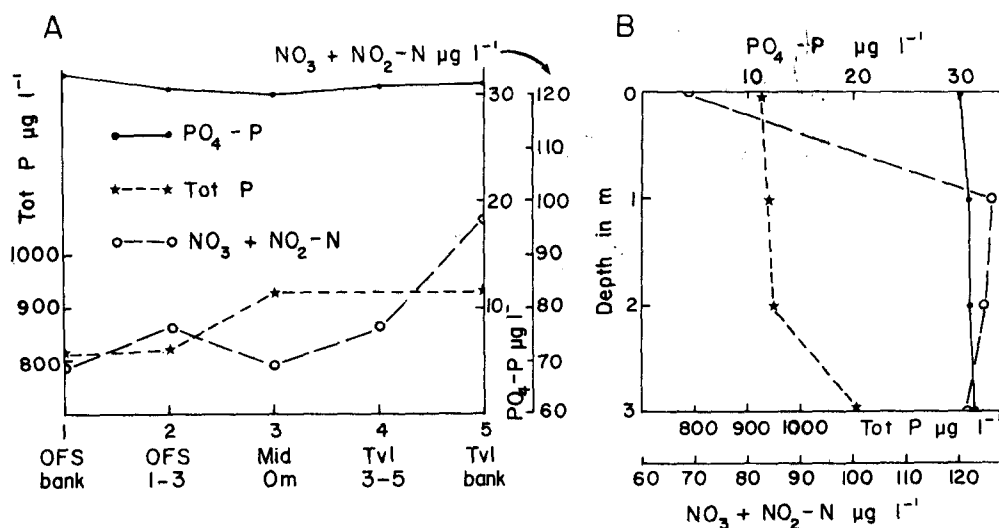 A
NO₃ + NO₂-N µg l⁻¹
Tot P µg l⁻¹
1000
900
800
PO₄ - P
Tot P
NO₃ + NO₂-N
30
20
10
PO₄-P µg l⁻¹
120
110
100
90
80
70
60
1 2 3 4 5
OFS OFS Mid Tvl Tvl
bank 1-3 0m 3-5 bank
B
PO₄ -P µg l⁻¹
10 20 30
Depth in m
0
1
2
3
800 900 1000 Tot P µg l⁻¹
60 70 80 90 100 110 120
NO₃ + NO₂-N µg l⁻¹